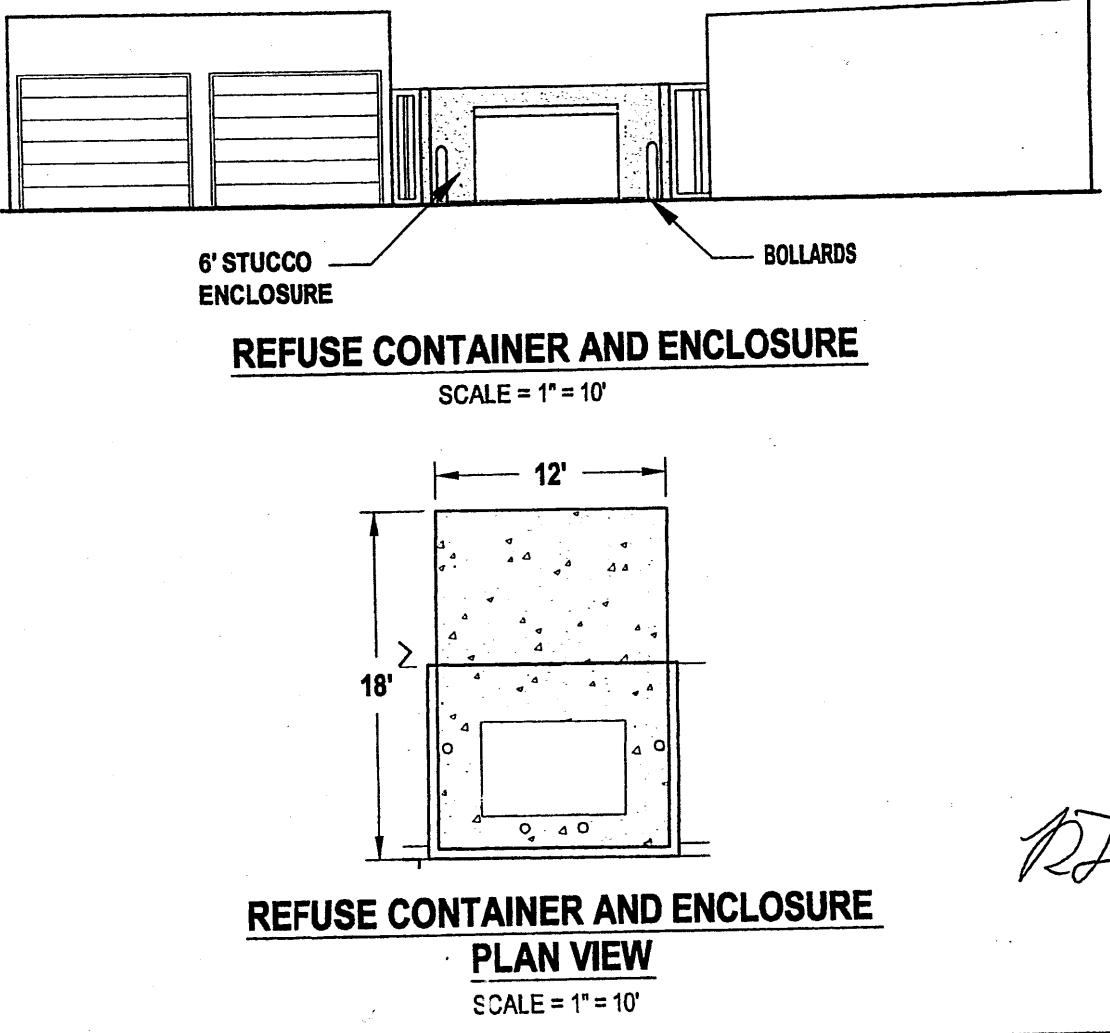 6' STUCCO
ENCLOSURE
BOLLARDS
REFUSE CONTAINER AND ENCLOSURE
SCALE = 1" = 10'
12'
18'
REFUSE CONTAINER AND ENCLOSURE
PLAN VIEW
SCALE = 1" = 10'